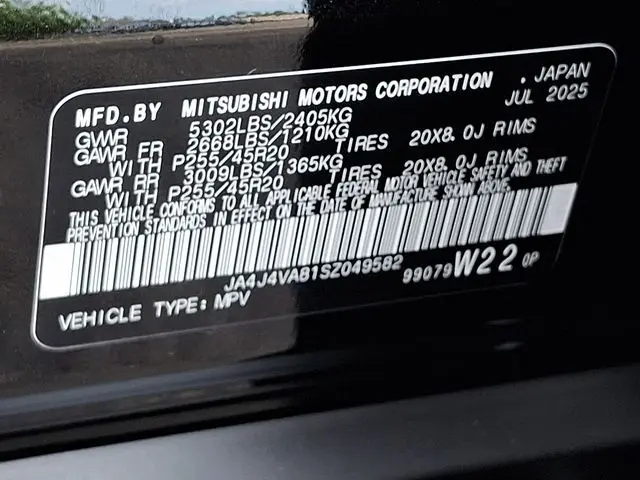 MFD.BY MITSUBISHI MOTORS CORPORATION . JAPAN
GVWR 5302LBS/2405KG JUL 2025
GAWR FR 2668LBS/1210KG
WITH P255/45R20 TIRES 20X8.0J RIMS
GAWR RR 3009LBS/1365KG
WITH P255/45R20 TIRES 20X8.0J RIMS
THIS VEHICLE CONFORMS TO ALL APPLICABLE FEDERAL MOTOR VEHICLE SAFETY AND THEFT
PREVENTION STANDARDS IN EFFECT ON THE DATE OF MANUFACTURE SHOWN ABOVE.
JA4J4VA81SZ049582
99079 W22 0P
VEHICLE TYPE: MPV